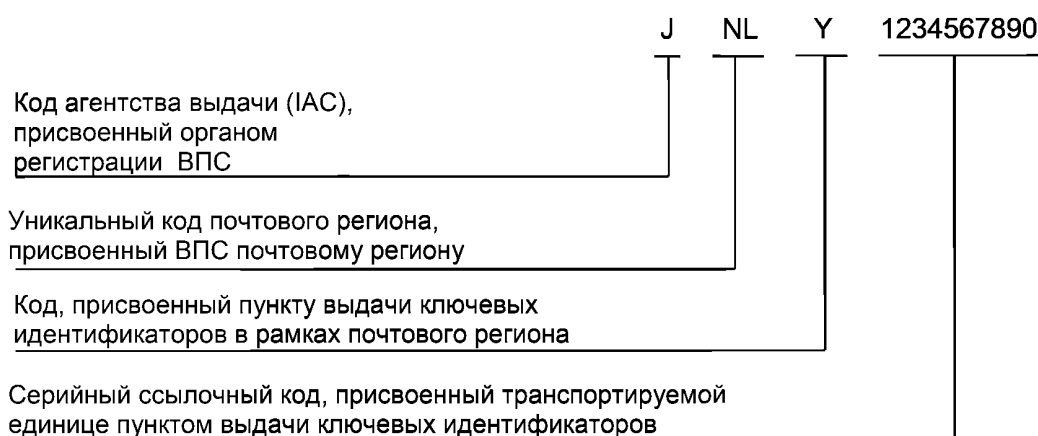 J NL Y 1234567890
Код агентства выдачи (IAC),
присвоенный органом
регистрации ВПС
Уникальный код почтового региона,
присвоенный ВПС почтовому региону
Код, присвоенный пункту выдачи ключевых
идентификаторов в рамках почтового региона
Серийный ссылочный код, присвоенный транспортируемой
единице пунктом выдачи ключевых идентификаторов